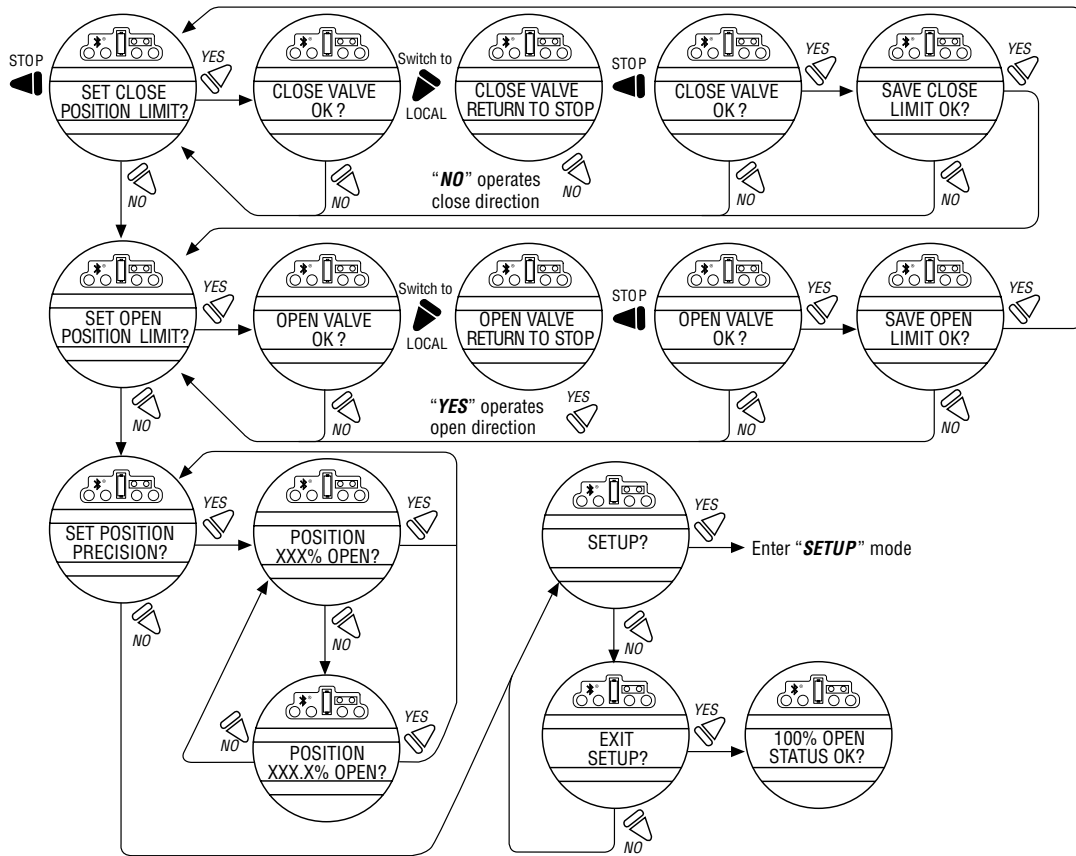 STOP
SET CLOSE
POSITION LIMIT?
YES
NO
CLOSE VALVE
OK?
NO
Switch to
LOCAL
CLOSE VALVE
RETURN TO STOP
NO
"NO" operates
close direction
STOP
CLOSE VALVE
OK?
YES
NO
SAVE CLOSE
LIMIT OK?
YES
NO
SET OPEN
POSITION LIMIT?
YES
NO
OPEN VALVE
OK?
NO
Switch to
LOCAL
OPEN VALVE
RETURN TO STOP
"YES" operates
open direction
YES
STOP
OPEN VALVE
OK?
YES
NO
SAVE OPEN
LIMIT OK?
YES
NO
SET POSITION
PRECISION?
YES
NO
POSITION
XXX% OPEN?
YES
NO
POSITION
XXX.X% OPEN?
YES
NO
SETUP?
YES
Enter "SETUP" mode
NO
EXIT
SETUP?
YES
NO
100% OPEN
STATUS OK?